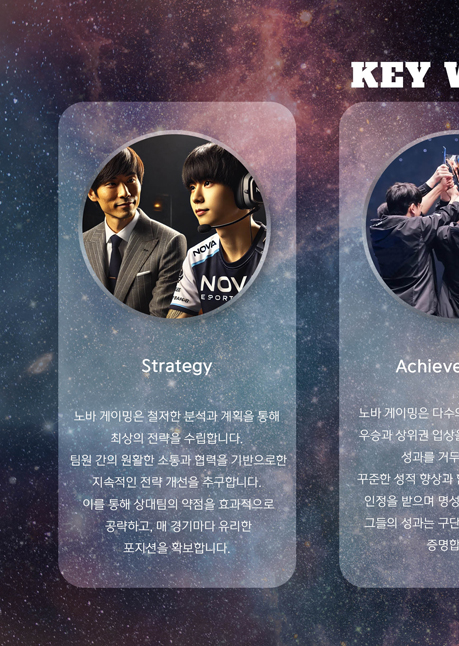 KEY
NOVA
NOV
ESPORT
Strategy
노바 게이밍은 철저한 분석과 계획을 통해
최상의 전략을 수립합니다.
팀원 간의 원활한 소통과 협력을 기반으로한
지속적인 전략 개선을 추구합니다.
이를 통해 상대팀의 약점을 효과적으로
공략하고, 매 경기마다 유리한
포지션을 확보합니다.
Achieve
노바 게이밍은 다수의
우승과 상위권 입상을
성과를 거두
꾸준한 성적 향상과
인정을 받으며 명성
그들의 성과는 구단
증명합